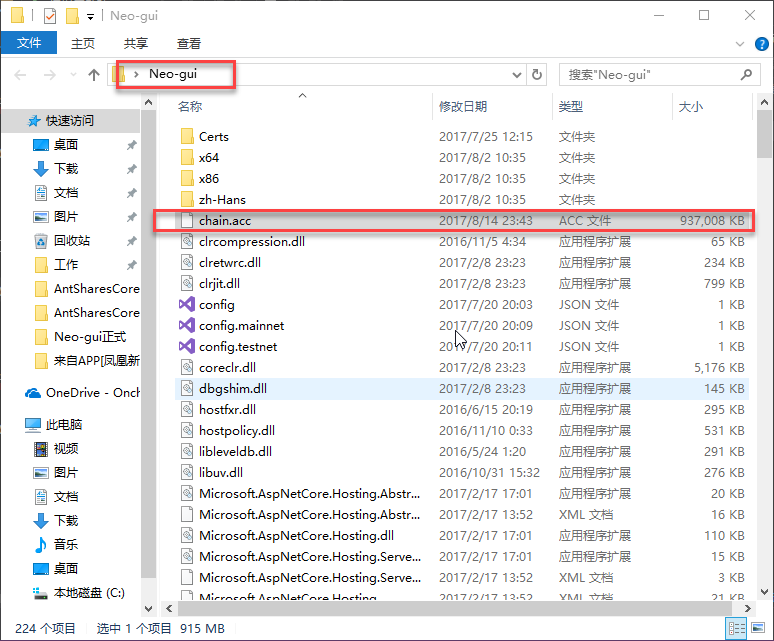 Neo-gui
文件 主页 共享 查看
Neo-gui 搜索"Neo-gui"
名称 修改日期 类型 大小
快速访问
桌面
下载
文档
图片
回收站
工作
AntSharesCore
AntSharesCore
Neo-gui正式
来自APP[凤凰新
OneDrive - Onch
此电脑
视频
图片
文档
下载
音乐
桌面
本地磁盘 (C:)
Certs 2017/7/25 12:15 文件夹
x64 2017/8/2 10:35 文件夹
x86 2017/8/2 10:35 文件夹
zh-Hans 2017/8/2 10:35 文件夹
chain.acc 2017/8/14 23:43 ACC 文件 937,008 KB
clrcompression.dll 2016/11/5 4:34 应用程序扩展 65 KB
clretwrc.dll 2017/2/8 23:23 应用程序扩展 234 KB
clrjit.dll 2017/2/8 23:23 应用程序扩展 799 KB
config 2017/7/20 20:03 JSON 文件 1 KB
config.mainnet 2017/7/20 20:09 JSON 文件 1 KB
config.testnet 2017/7/20 20:11 JSON 文件 1 KB
coreclr.dll 2017/2/8 23:23 应用程序扩展 5,176 KB
dbgshim.dll 2017/2/8 23:23 应用程序扩展 145 KB
hostfxr.dll 2016/6/15 20:19 应用程序扩展 295 KB
hostpolicy.dll 2016/11/10 0:33 应用程序扩展 531 KB
libleveldb.dll 2016/5/24 1:20 应用程序扩展 291 KB
libuv.dll 2016/10/31 15:32 应用程序扩展 276 KB
Microsoft.AspNetCore.Hosting.Abstr... 2017/2/17 17:01 应用程序扩展 20 KB
Microsoft.AspNetCore.Hosting.Abstr... 2017/2/17 13:52 XML 文档 16 KB
Microsoft.AspNetCore.Hosting.dll 2017/2/17 17:01 应用程序扩展 110 KB
Microsoft.AspNetCore.Hosting.Serve... 2017/2/17 17:01 应用程序扩展 15 KB
Microsoft.AspNetCore.Hosting.Serve... 2017/2/17 13:52 XML 文档 3 KB
Microsoft.AspNetCore.Hosting 2017/2/17 13:52 XML 文档 21 KB
224 个项目 选中 1 个项目 915 MB